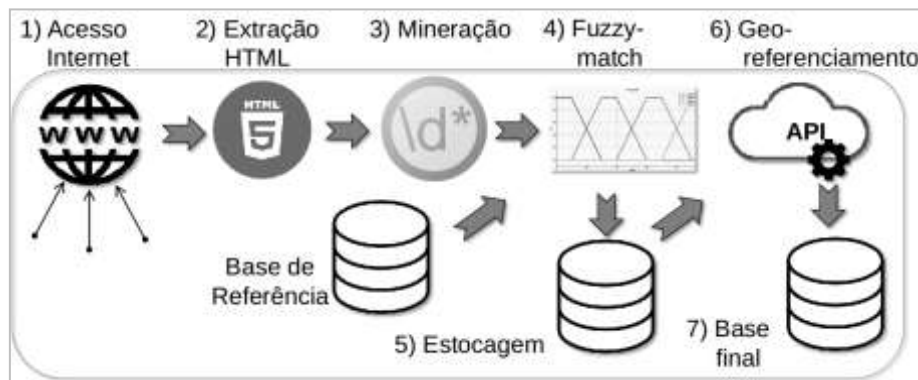 1) Acesso
Internet
2) Extração
HTML
3) Mineração
4) Fuzzy-
match
6) Geo-
referenciamento
W W W
HTML
5
\d*
API
Base de
Referência
5) Estocagem
7) Base
final